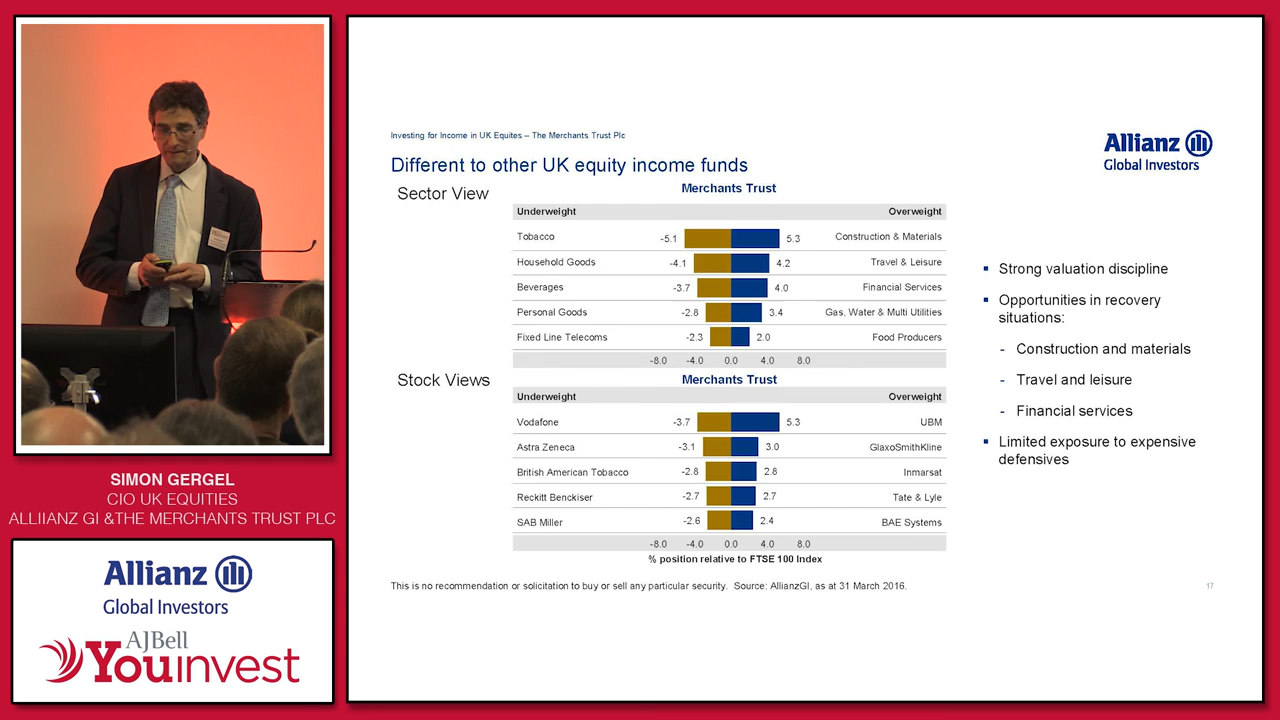 SIMON GERGEL
CIO UK EQUITIES
ALLIIANZ GI &THE MERCHANTS TRUST PLC
Allianz
Global Investors
AJBell
Youinvest
Investing for Income in UK Equites – The Merchants Trust Plc
Allianz
Global Investors
Different to other UK equity income funds
Sector View
Merchants Trust
Underweight Overweight
Tobacco -5.1 5.3 Construction & Materials
Household Goods -4.1 4.2 Travel & Leisure
Beverages -3.7 4.0 Financial Services
Personal Goods -2.8 3.4 Gas, Water & Multi Utilities
Fixed Line Telecoms -2.3 2.0 Food Producers
-8.0 -4.0 0.0 4.0 8.0
Stock Views
Merchants Trust
Underweight Overweight
Vodafone -3.7 5.3 UBM
Astra Zeneca -3.1 3.0 GlaxoSmithKline
British American Tobacco -2.8 2.8 Inmarsat
Reckitt Benckiser -2.7 2.7 Tate & Lyle
SAB Miller -2.6 2.4 BAE Systems
-8.0 -4.0 0.0 4.0 8.0
% position relative to FTSE 100 Index
▪ Strong valuation discipline
▪ Opportunities in recovery
situations:
- Construction and materials
- Travel and leisure
- Financial services
▪ Limited exposure to expensive
defensives
This is no recommendation or solicitation to buy or sell any particular security. Source: AllianzGI, as at 31 March 2016.
17